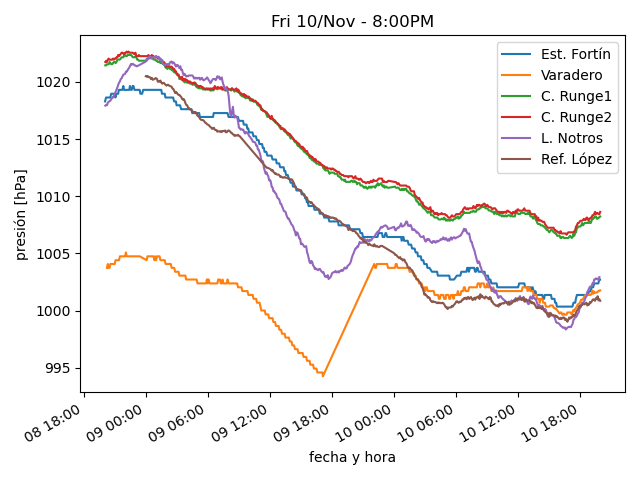 Fri 10/Nov - 8:00PM
Est. Fortín
Varadero
C. Runge1
C. Runge2
L. Notros
Ref. López
presión [hPa]
1020
1015
1010
1005
1000
995
08 18:00
09 00:00
09 06:00
09 12:00
09 18:00
10 00:00
10 06:00
10 12:00
10 18:00
fecha y hora